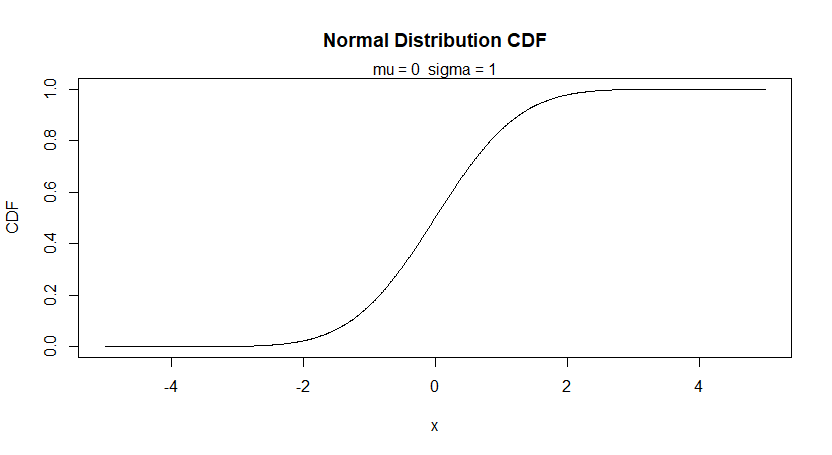 Normal Distribution CDF
mu = 0 sigma = 1
CDF
1.0
0.8
0.6
0.4
0.2
0.0
-4 -2 0 2 4
x